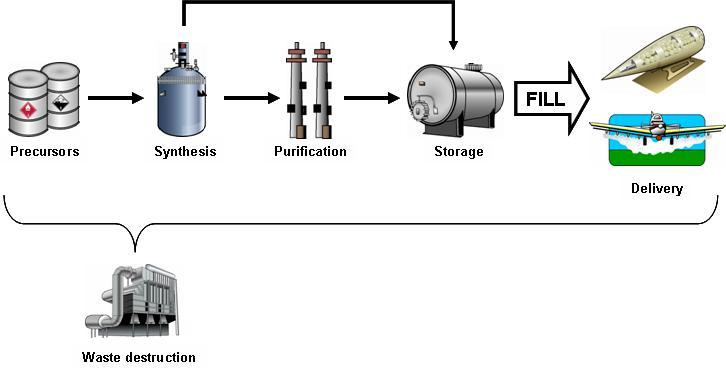 FILL
Precursors
Synthesis
Purification
Storage
Delivery
Waste destruction